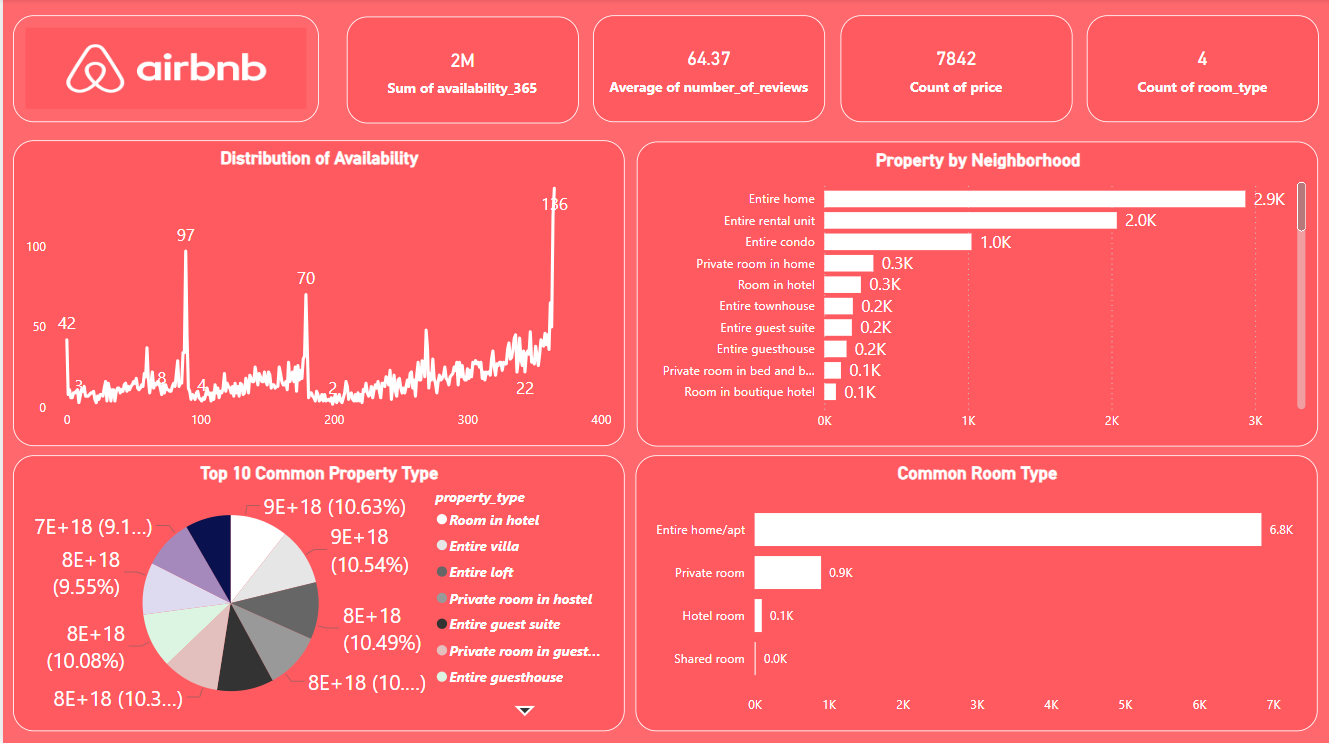 airbnb
2M
Sum of availability_365
64.37
Average of number_of_reviews
7842
Count of price
4
Count of room_type
Distribution of Availability
136
97
100
70
50
42
3
8
4
2
22
0
0
100
200
300
400
Property by Neighborhood
Entire home
2.9K
Entire rental unit
2.0K
Entire condo
1.0K
Private room in home
0.3K
Room in hotel
0.3K
Entire townhouse
0.2K
Entire guest suite
0.2K
Entire guesthouse
0.2K
Private room in bed and b...
0.1K
Room in boutique hotel
0.1K
0K
1K
2K
3K
Top 10 Common Property Type
9E+18 (10.63%)
9E+18
(10.54%)
8E+18
(10.49%)
8E+18 (10....)
8E+18 (10.3...)
8E+18
(10.08%)
8E+18
(9.55%)
7E+18 (9.1...)
property_type
Room in hotel
Entire villa
Entire loft
Private room in hostel
Entire guest suite
Private room in guest...
Entire guesthouse
Common Room Type
Entire home/apt
6.8K
Private room
0.9K
Hotel room
0.1K
Shared room
0.0K
0K
1K
2K
3K
4K
5K
6K
7K